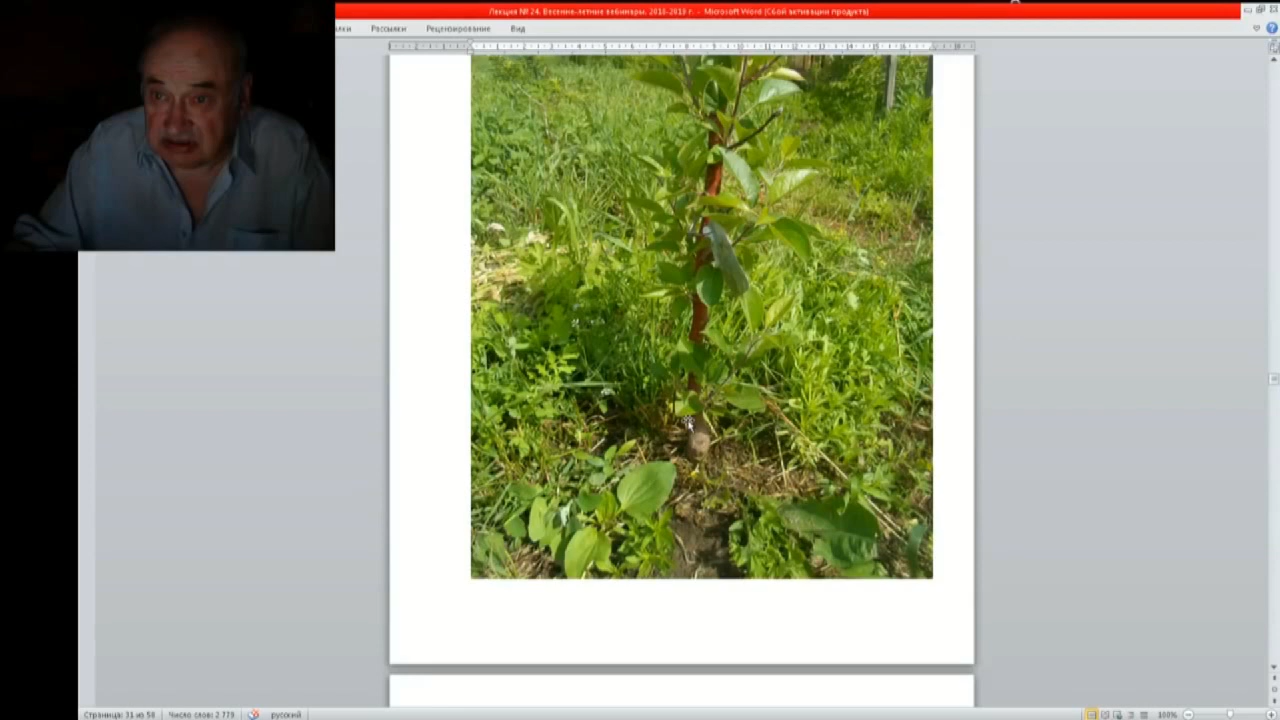 Лекция № 24. Весенне-летние вебинары. 2018-2019 г. - Microsoft Word (Сбой активации продукта)
Рассылки
Рецензирование
Вид
Страница: 31 из 58
Число слов: 2 779
русский
100%